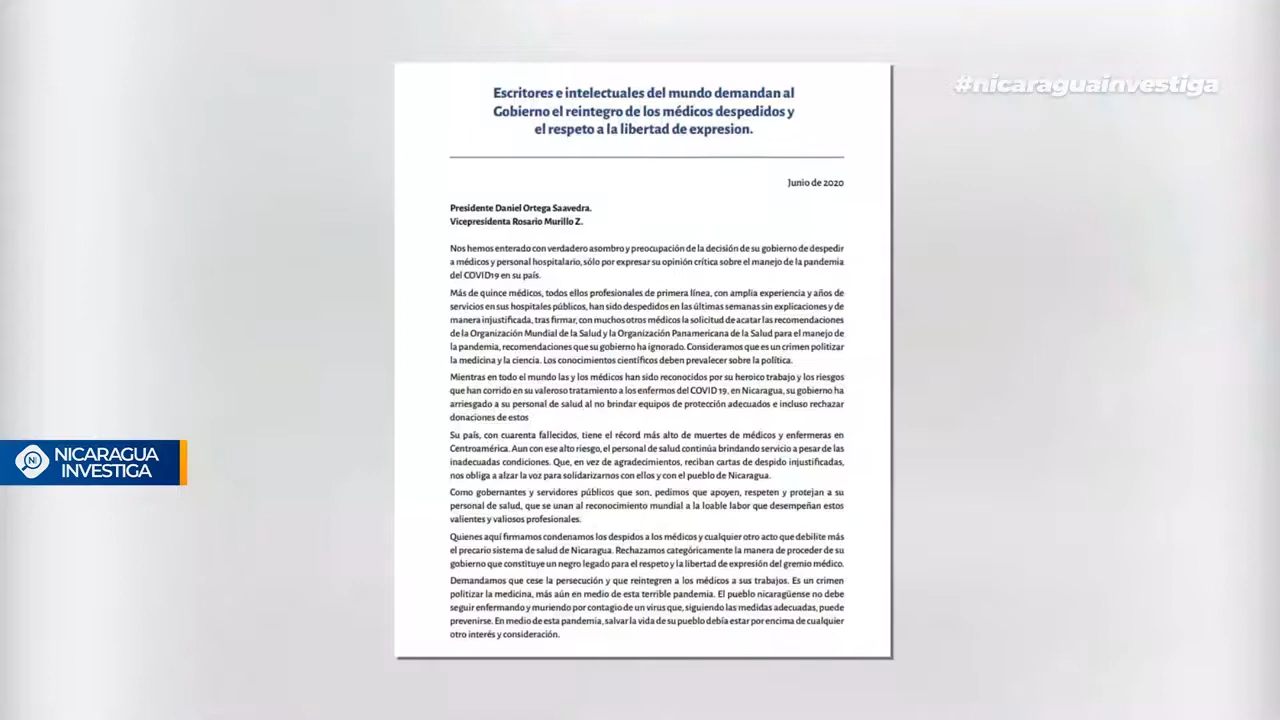 #nicaraguainvestiga
Escritores e intelectuales del mundo demandan al
Gobierno el reintegro de los médicos despedidos y
el respeto a la libertad de expresion.
Junio de 2020
Presidente Daniel Ortega Saavedra.
Vicepresidenta Rosario Murillo Z.
Nos hemos enterado con verdadero asombro y preocupación de la decisión de su gobierno de despedir
a médicos y personal hospitalario, sólo por expresar su opinión crítica sobre el manejo de la pandemia
del COVID19 en su país.
Más de quince médicos, todos ellos profesionales de primera línea, con amplia experiencia y años de
servicios en sus hospitales públicos, han sido despedidos en las últimas semanas sin explicaciones y de
manera injustificada, tras firmar, con muchos otros médicos la solicitud de acatar las recomendaciones
de la Organización Mundial de la Salud y la Organización Panamericana de la Salud para el manejo de
la pandemia, recomendaciones que su gobierno ha ignorado. Consideramos que es un crimen politizar
la medicina y la ciencia. Los conocimientos científicos deben prevalecer sobre la política.
Mientras en todo el mundo las y los médicos han sido reconocidos por su heroico trabajo y los riesgos
que han corrido en su valeroso tratamiento a los enfermos del COVID 19, en Nicaragua, su gobierno ha
arriesgado a su personal de salud al no brindar equipos de protección adecuados e incluso rechazar
donaciones de estos
Su país, con cuarenta fallecidos, tiene el récord más alto de muertes de médicos y enfermeras en
Centroamérica. Aun con ese alto riesgo, el personal de salud continúa brindando servicio a pesar de las
inadecuadas condiciones. Que, en vez de agradecimientos, reciban cartas de despido injustificadas,
nos obliga a alzar la voz para solidarizarnos con ellos y con el pueblo de Nicaragua.
Como gobernantes y servidores públicos que son, pedimos que apoyen, respeten y protejan a su
personal de salud, que se unan al reconocimiento mundial a la loable labor que desempeñan estos
valientes y valiosos profesionales.
Quienes aquí firmamos condenamos los despidos a los médicos y cualquier otro acto que debilite más
el precario sistema de salud de Nicaragua. Rechazamos categóricamente la manera de proceder de su
gobierno que constituye un negro legado para el respeto y la libertad de expresión del gremio médico.
Demandamos que cese la persecución y que reintegren a los médicos a sus trabajos. Es un crimen
politizar la medicina, más aún en medio de esta terrible pandemia. El pueblo nicaragüense no debe
seguir enfermando y muriendo por contagio de un virus que, siguiendo las medidas adecuadas, puede
prevenirse. En medio de esta pandemia, salvar la vida de su pueblo debía estar por encima de cualquier
otro interés y consideración.
NI
NICARAGUA
INVESTIGA